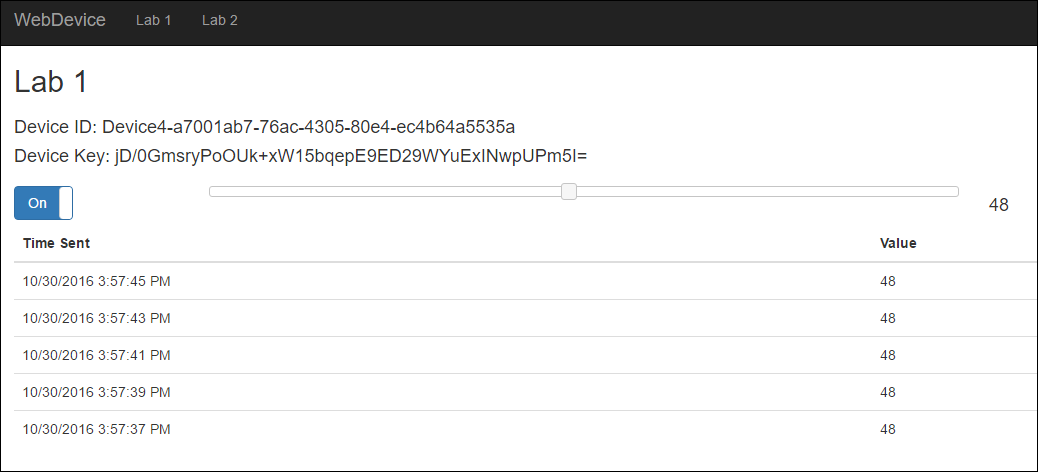 WebDevice Lab 1 Lab 2
Lab 1
Device ID: Device4-a7001ab7-76ac-4305-80e4-ec4b64a5535a
Device Key: jD/0GmsryPoOUk+xW15bqepE9ED29WYuExINwpUPm5I=
On 48
Time Sent Value
10/30/2016 3:57:45 PM 48
10/30/2016 3:57:43 PM 48
10/30/2016 3:57:41 PM 48
10/30/2016 3:57:39 PM 48
10/30/2016 3:57:37 PM 48